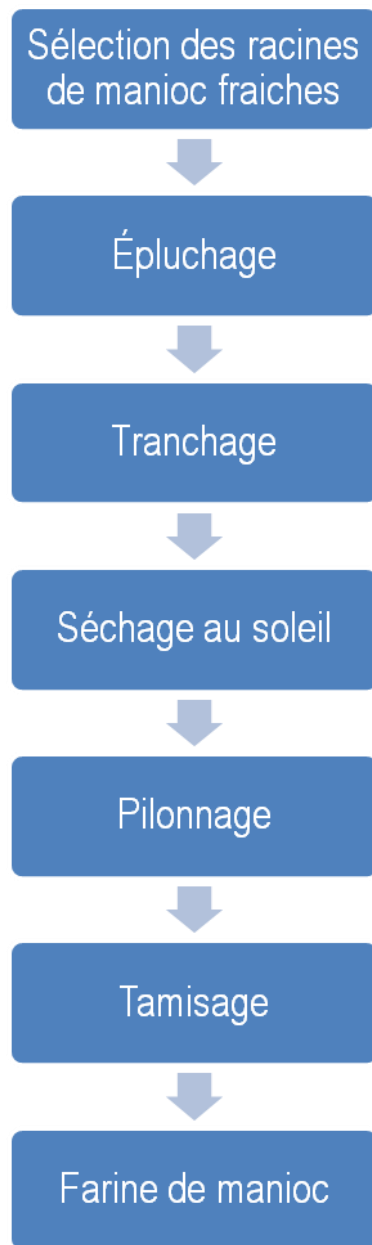 Sélection des racines
de manioc fraiches
Épluchage
Tranchage
Séchage au soleil
Pilonnage
Tamisage
Farine de manioc